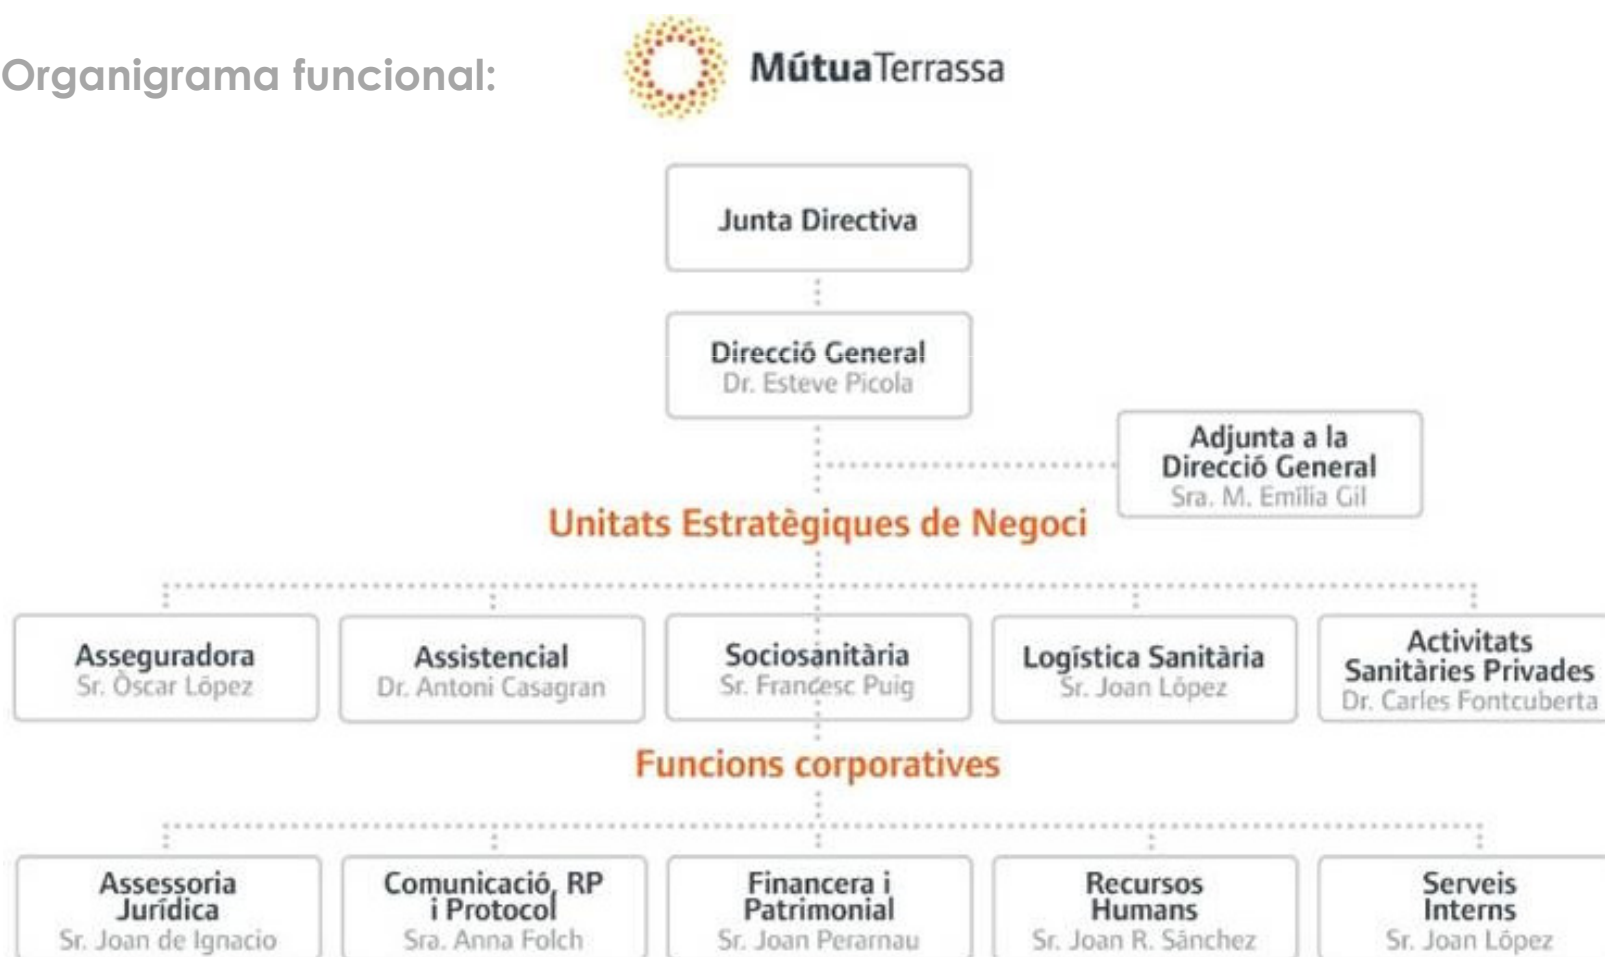 Organigrama funcional:
MútuaTerrassa
Junta Directiva
Direcció General
Dr. Esteve Picola
Adjunta a la
Direcció General
Sra. M. Emília Gil
Unitats Estratègiques de Negoci
Asseguradora
Sr. Òscar López
Assistencial
Dr. Antoni Casagran
Sociosanitària
Sr. Francesc Puig
Logística Sanitària
Sr. Joan López
Activitats
Sanitàries Privades
Dr. Carles Fontcuberta
Funcions corporatives
Assessoria
Jurídica
Sr. Joan de Ignacio
Comunicació, RP
i Protocol
Sra. Anna Folch
Financera i
Patrimonial
Sr. Joan Perarnau
Recursos
Humans
Sr. Joan R. Sánchez
Serveis
Interns
Sr. Joan López